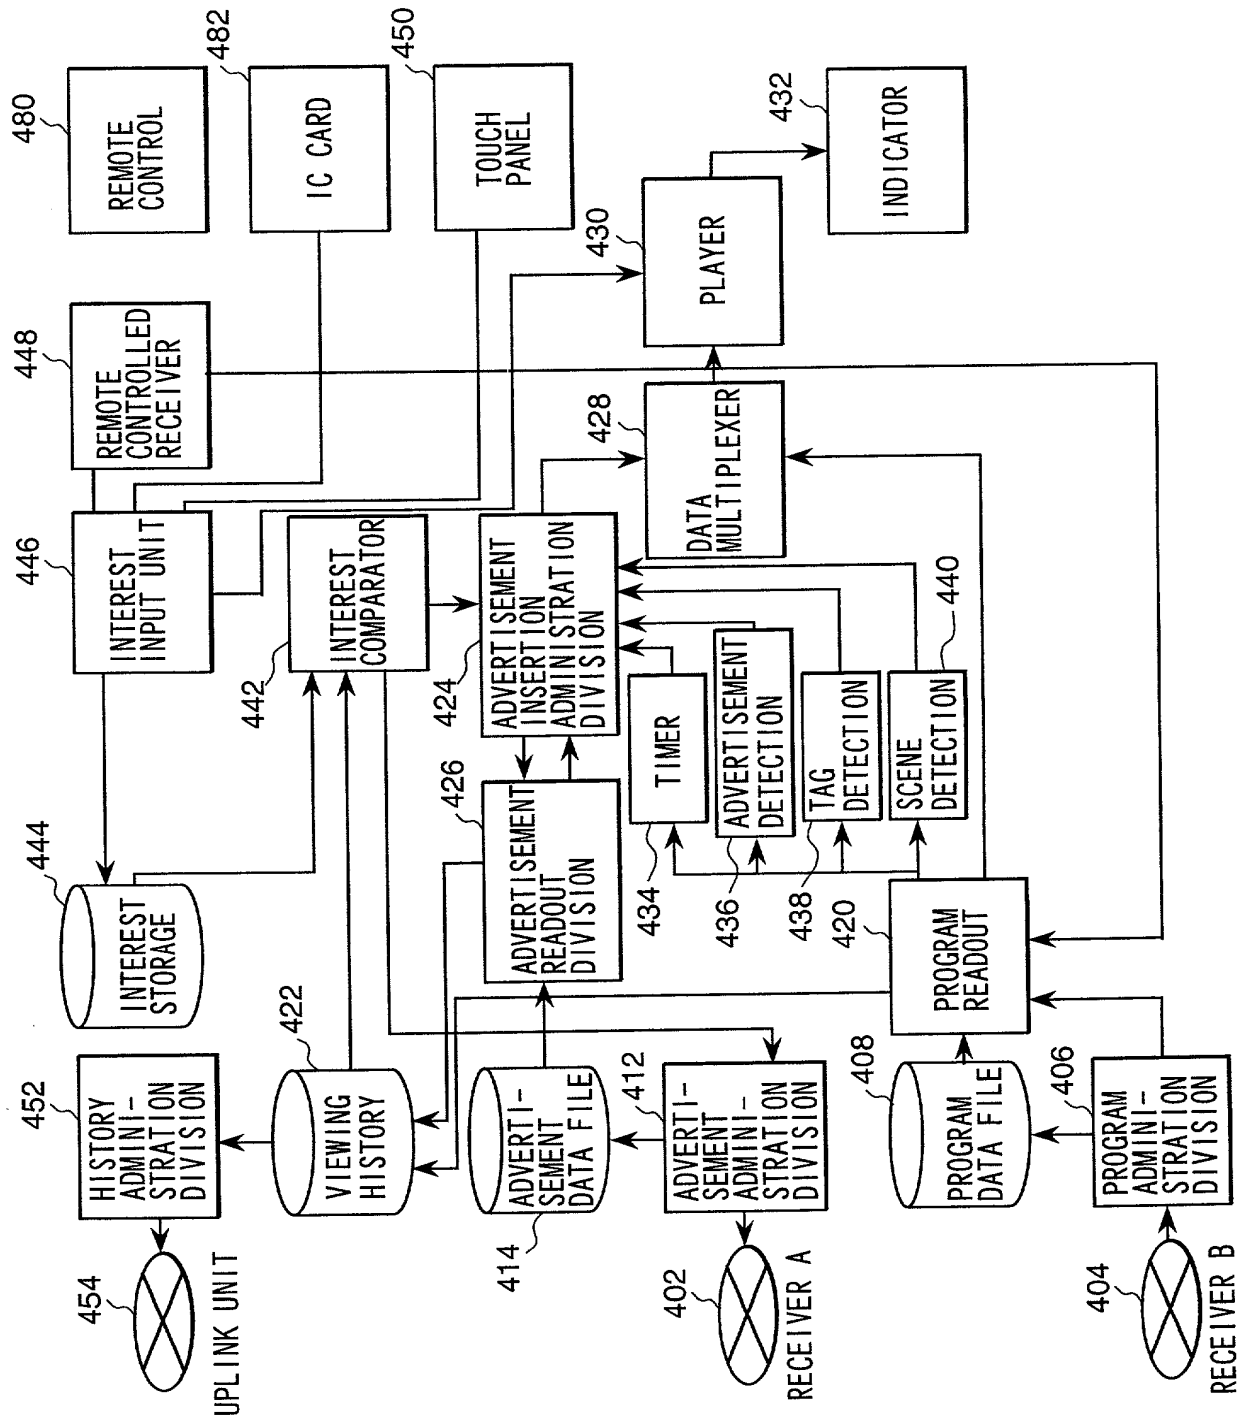 480
REMOTE
CONTROL
482
IC CARD
450
TOUCH
PANEL
432
INDICATOR
448
REMOTE
CONTROLLED
RECEIVER
430
PLAYER
446
INTEREST
INPUT UNIT
442
INTEREST
COMPARATOR
424
ADVERTISEMENT
INSERTION
ADMINISTRATION
DIVISION
428
DATA
MULTIPLEXER
444
INTEREST
STORAGE
426
ADVERTISEMENT
READOUT
DIVISION
434
TIMER
436
ADVERTISEMENT
DETECTION
438
TAG
DETECTION
440
SCENE
DETECTION
420
PROGRAM
READOUT
452
HISTORY
ADMINI-
STRATION
DIVISION
422
VIEWING
HISTORY
414
ADVERTI-
SEMENT
DATA FILE
412
ADVERTI-
SEMENT
ADMINI-
STRATION
DIVISION
408
PROGRAM
DATA FILE
406
PROGRAM
ADMINI-
STRATION
DIVISION
454
UPLINK UNIT
402
RECEIVER A
404
RECEIVER B